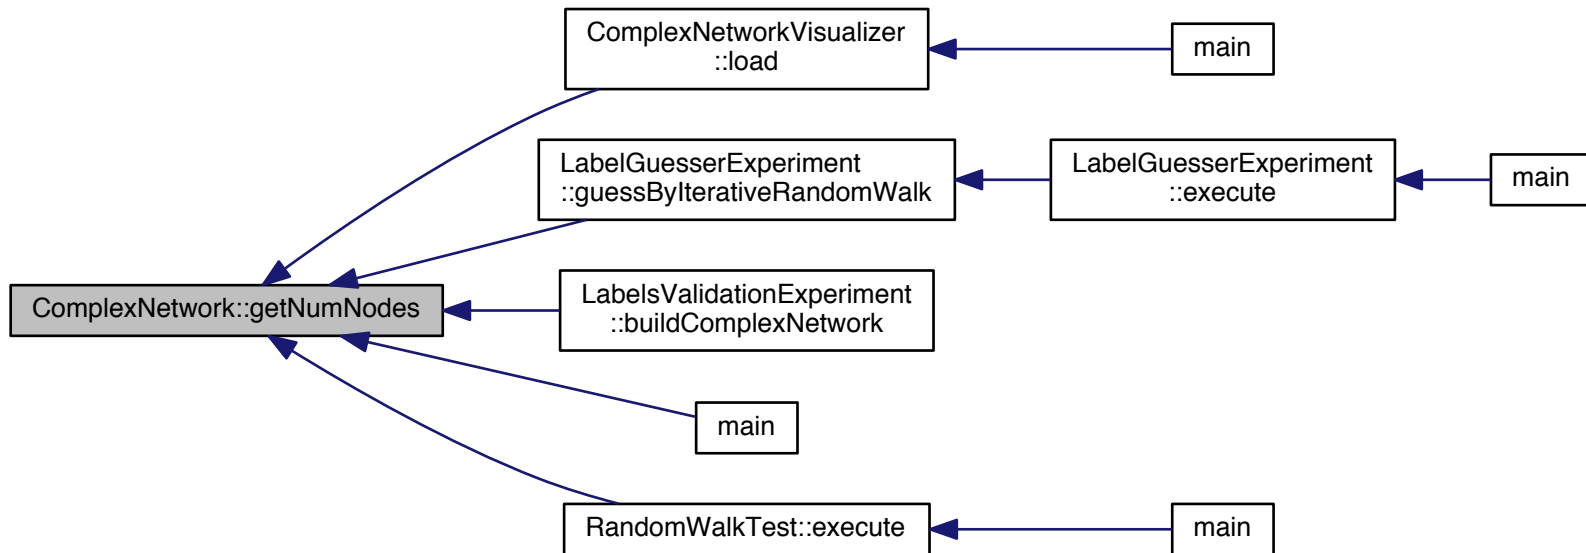 ComplexNetworkVisualizer
::load
main
LabelGuesserExperiment
::guessByIterativeRandomWalk
LabelGuesserExperiment
::execute
main
ComplexNetwork::getNumNodes
LabelsValidationExperiment
::buildComplexNetwork
main
RandomWalkTest::execute
main